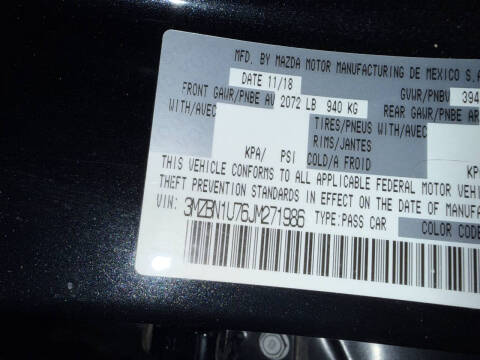 MFD. BY MAZDA MOTOR MANUFACTURING DE MEXICO S.A
DATE 11/18 GVWR/PNBV 394
FRONT GAWR/PNBE AV 2072 LB 940 KG REAR GAWR/PNBE AR
WITH/AVEC TIRES/PNEUS WITH/AVEC
RIMS/JANTES
KPA/ PSI COLD/A FROID KP
THIS VEHICLE CONFORMS TO ALL APPLICABLE FEDERAL MOTOR VEHIC
THEFT PREVENTION STANDARDS IN EFFECT ON THE DATE OF MANUFA
VIN: 3MZBN1U76JM271986 TYPE:PASS CAR COLOR CODE